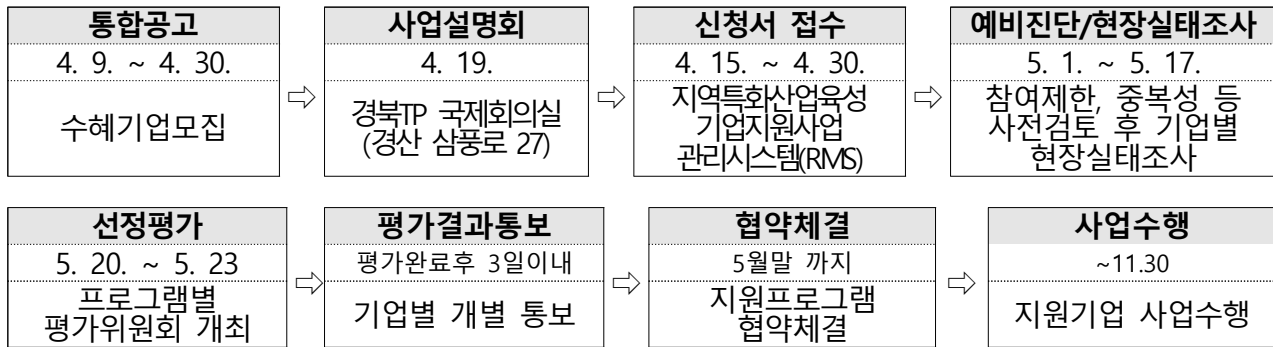 통합공고
4. 9. ~ 4. 30.
수혜기업모집
사업설명회
4. 19.
경북TP 국제회의실
(경산 삼풍로 27)
신청서 접수
4. 15. ~ 4. 30.
지역특화산업육성
기업지원사업
관리시스템(RMS)
예비진단/현장실태조사
5. 1. ~ 5. 17.
참여제한, 중복성 등
사전검토 후 기업별
현장실태조사
선정평가
5. 20. ~ 5. 23
프로그램별
평가위원회 개최
평가결과통보
평가완료후 3일이내
기업별 개별 통보
협약체결
5월말 까지
지원프로그램
협약체결
사업수행
~11.30
지원기업 사업수행